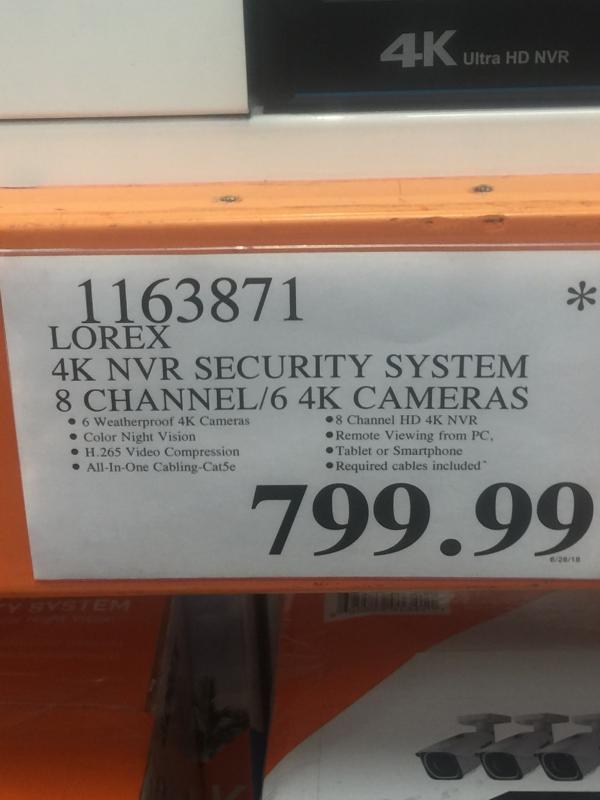 4K Ultra HD NVR
1163871
*
LOREX
4K NVR SECURITY SYSTEM
8 CHANNEL/6 4K CAMERAS
• 6 Weatherproof 4K Cameras
• Color Night Vision
• H.265 Video Compression
• All-In-One Cabling-Cat5e
• 8 Channel HD 4K NVR
• Remote Viewing from PC,
• Tablet or Smartphone
• Required cables included"
799.99
6/28/18
SYSTEM